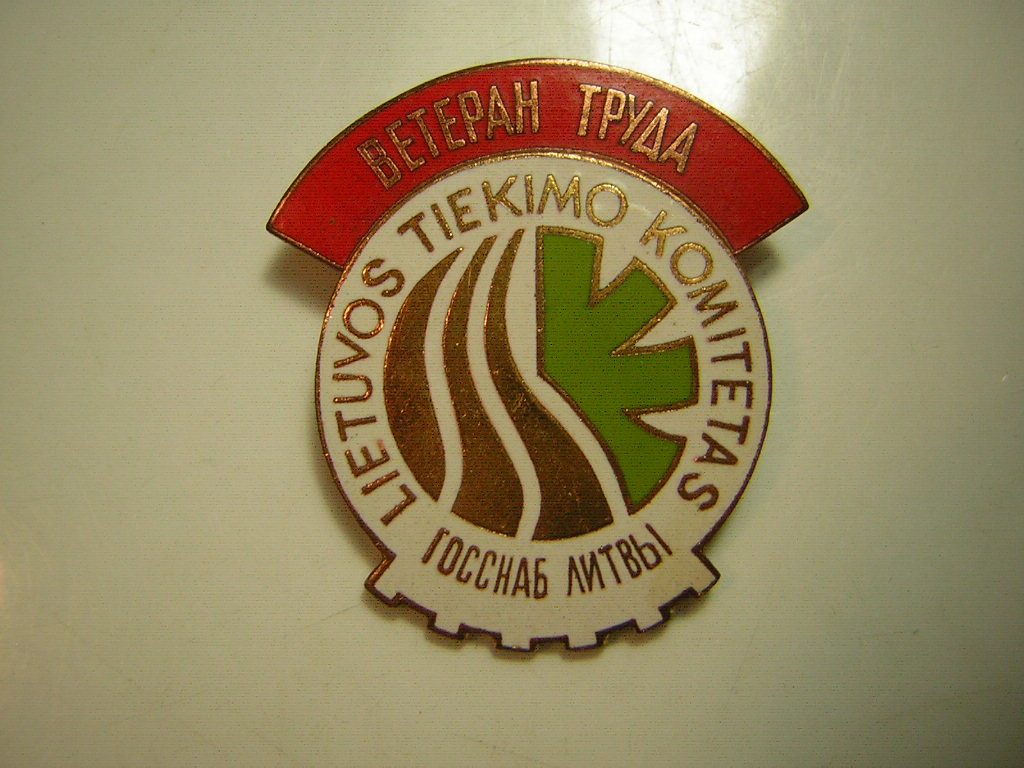 ВЕТЕРАН ТРУДА
LIETUVOS TIEKIMO KOMITETAS
ГОССНАБ ЛИТВЫ